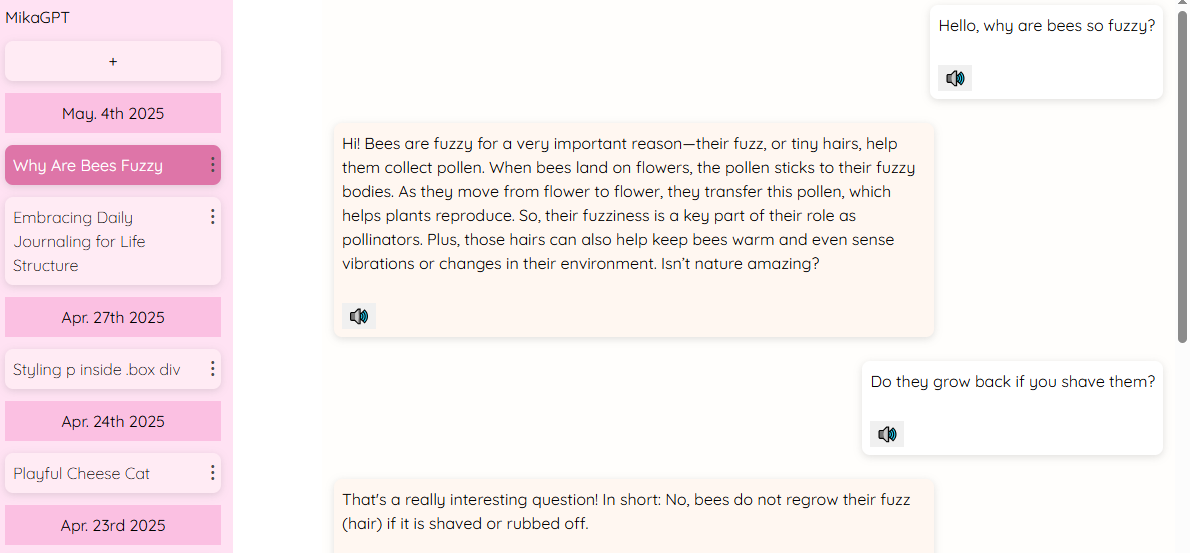 MikaGPT
+
May. 4th 2025
Why Are Bees Fuzzy
Embracing Daily
Journaling for Life
Structure
Apr. 27th 2025
Styling p inside .box div
Apr. 24th 2025
Playful Cheese Cat
Apr. 23rd 2025
Hello, why are bees so fuzzy?
Hi! Bees are fuzzy for a very important reason—their fuzz, or tiny hairs, help
them collect pollen. When bees land on flowers, the pollen sticks to their fuzzy
bodies. As they move from flower to flower, they transfer this pollen, which
helps plants reproduce. So, their fuzziness is a key part of their role as
pollinators. Plus, those hairs can also help keep bees warm and even sense
vibrations or changes in their environment. Isn’t nature amazing?
Do they grow back if you shave them?
That's a really interesting question! In short: No, bees do not regrow their fuzz
(hair) if it is shaved or rubbed off.